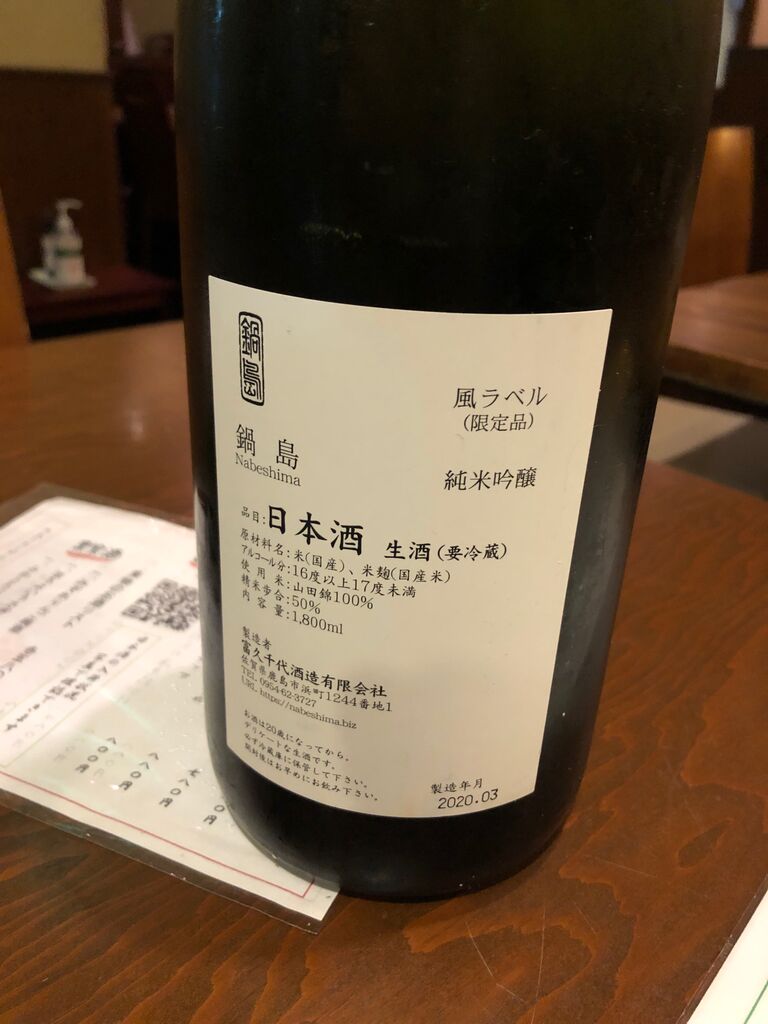 鍋島
風ラベル
(限定品)
鍋島
Nabeshima
純米吟醸
品目:日本酒 生酒(要冷蔵)
原材料名:米(国産)、米麹(国産米)
アルコール分:16度以上17度未満
使用米:山田錦100%
精米歩合:50%
内容量:1,800ml
製造者
富久千代酒造有限会社
佐賀県鹿島市浜町1244番地1
TEL 0954-62-3727
URL https://nabeshima.biz
お酒は20歳になってから。
デリケートな生酒です。
必ず冷蔵庫に保管して下さい。
開封後はお早めにお飲み下さい。
製造年月
2020.03